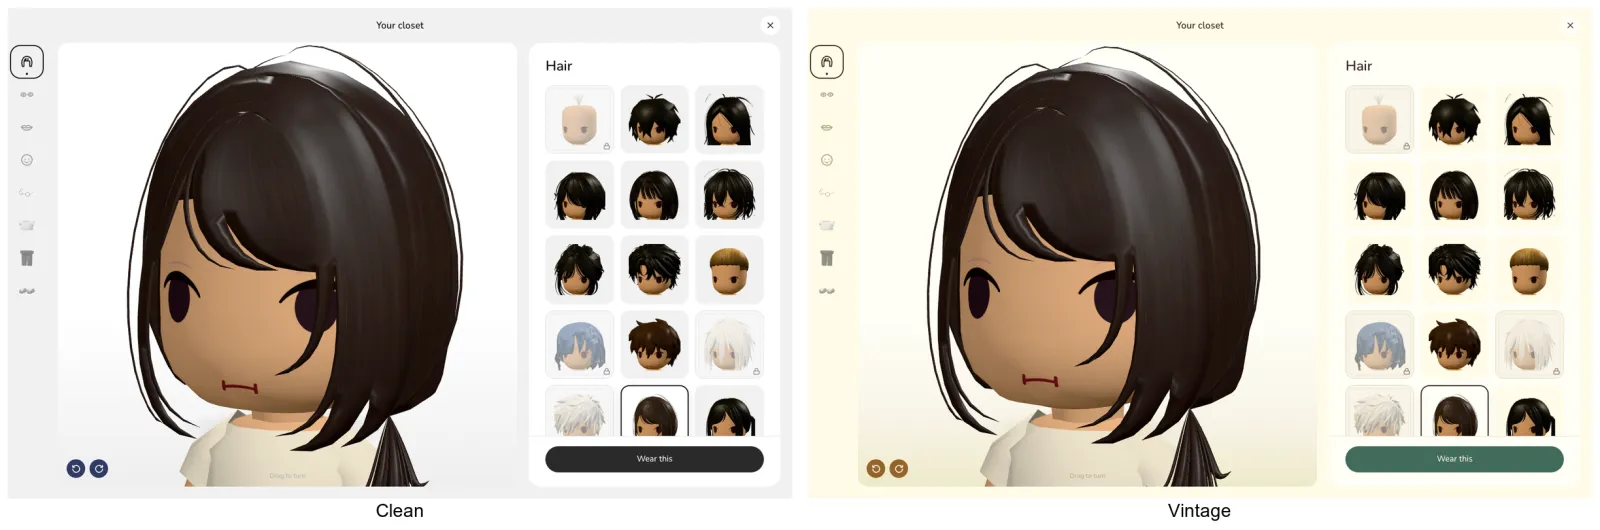 Your closet
Hair
Wear this
Drag to turn
Clean
Your closet
Hair
Wear this
Drag to turn
Vintage